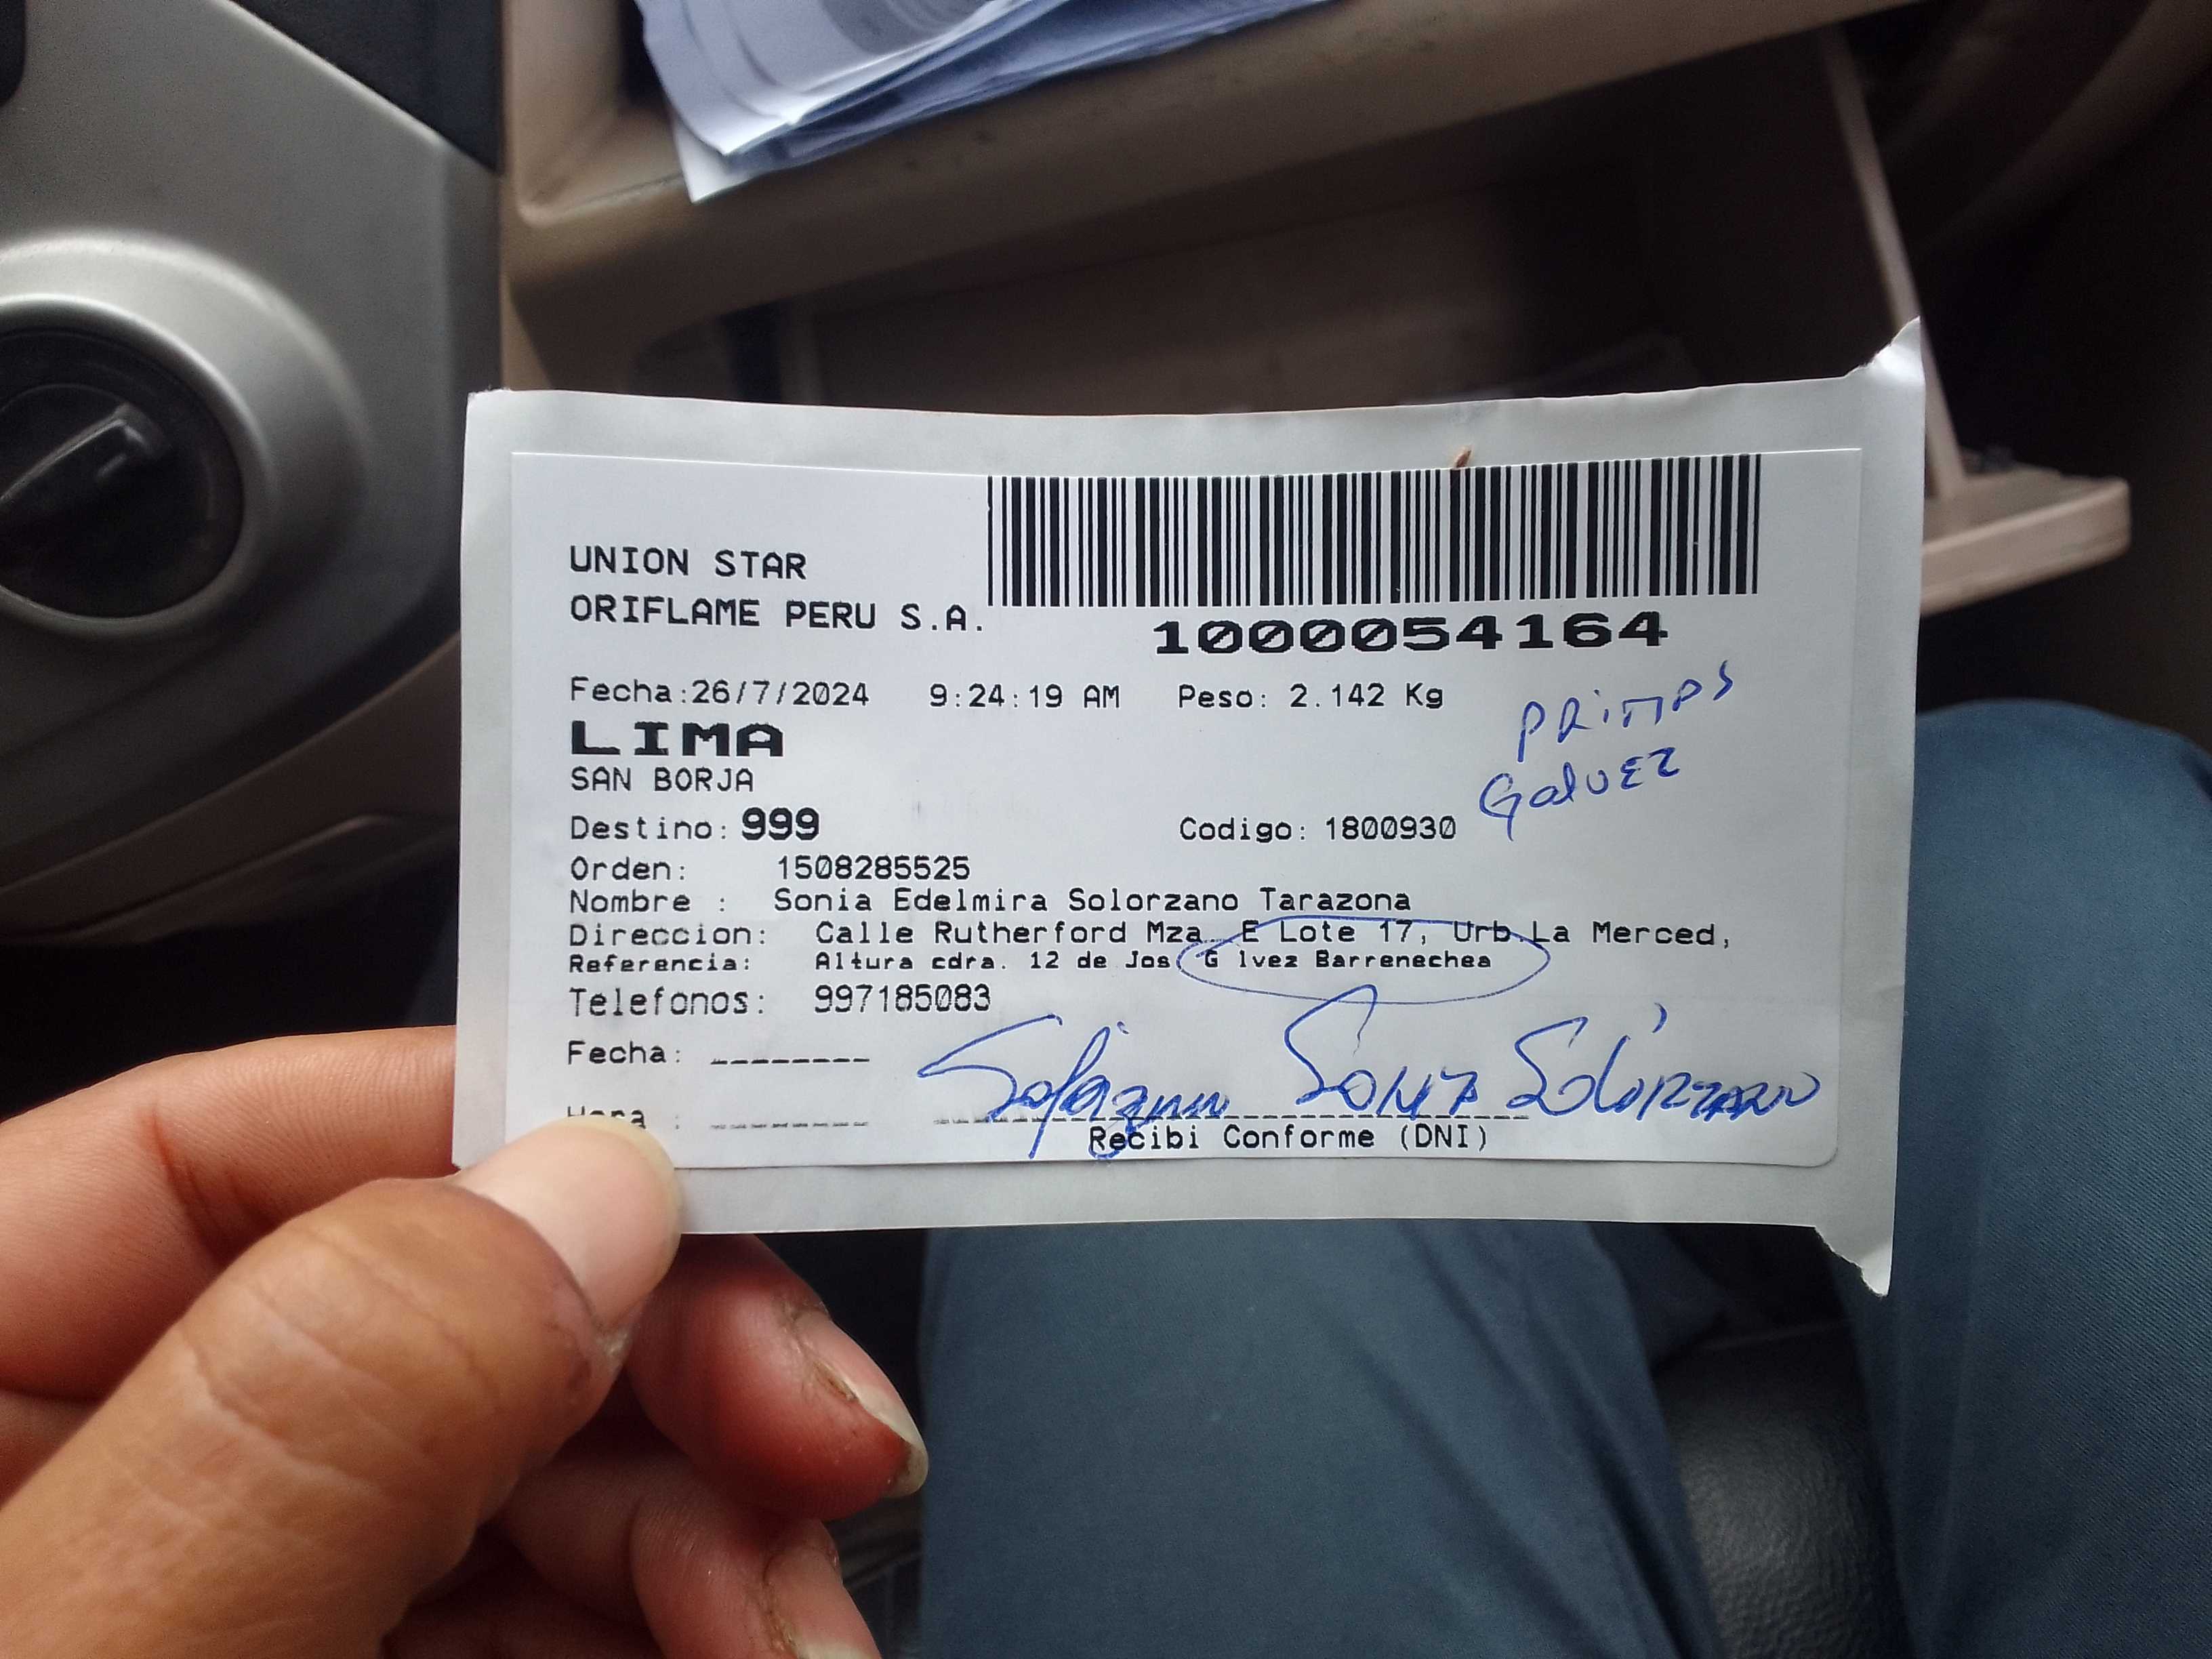 UNION STAR
ORIFLAME PERU S.A.
1000054164
Fecha:26/7/2024 9:24:19 AM Peso: 2.142 Kg
LIMA
SAN BORJA
Galvez
Destino: 999 Codigo: 1800930
Orden: 1508285525
Nombre : Sonia Edelmira Solorzano Tarazona
Direccion: Calle Rutherford Mza. E Lote 17, Urb.La Merced,
Referencia: Altura cdra. 12 de Jos G lvez Barrenechea
Telefonos: 997185083
Fecha: --------
Sonia Solórzano
Hora : --------
Recibi Conforme (DNI)